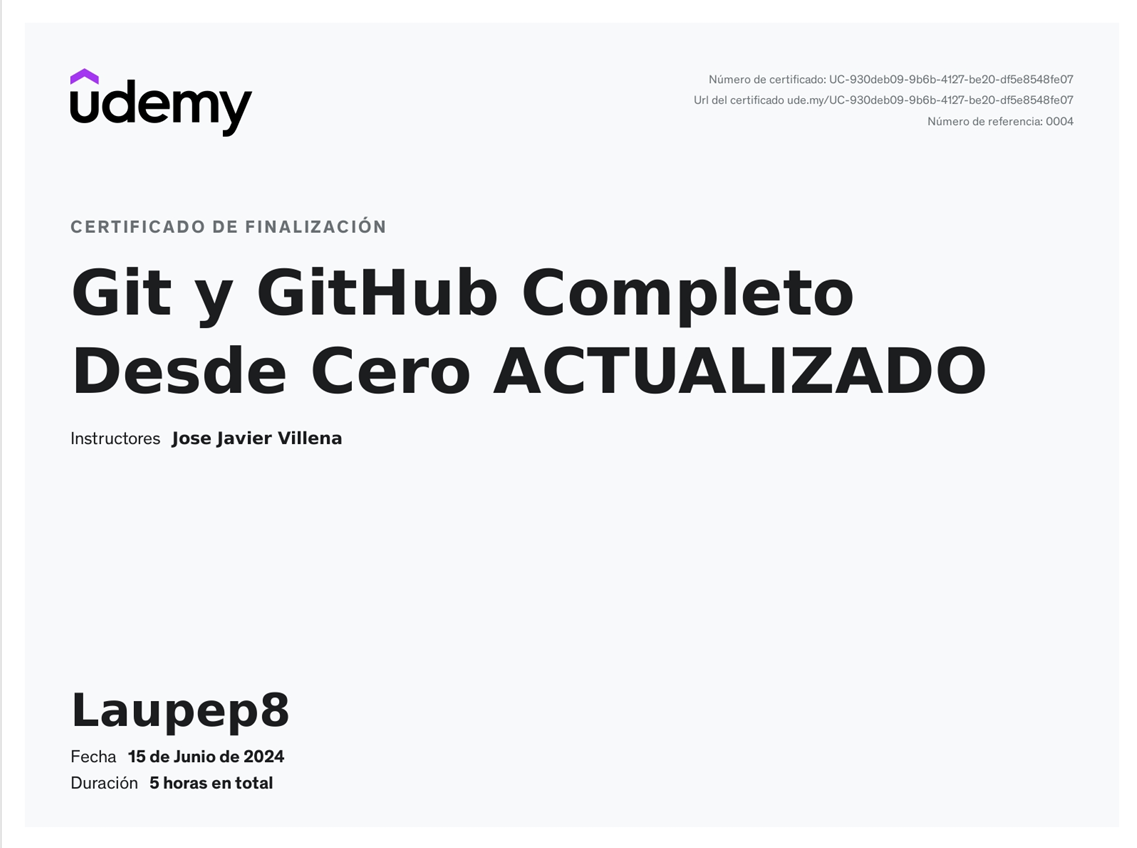 udemy
Número de certificado: UC-930deb09-9b6b-4127-be20-df5e8548fe07
Url del certificado ude.my/UC-930deb09-9b6b-4127-be20-df5e8548fe07
Número de referencia: 0004
CERTIFICADO DE FINALIZACIÓN
Git y GitHub Completo
Desde Cero ACTUALIZADO
Instructores Jose Javier Villena
Laupep8
Fecha 15 de Junio de 2024
Duración 5 horas en total